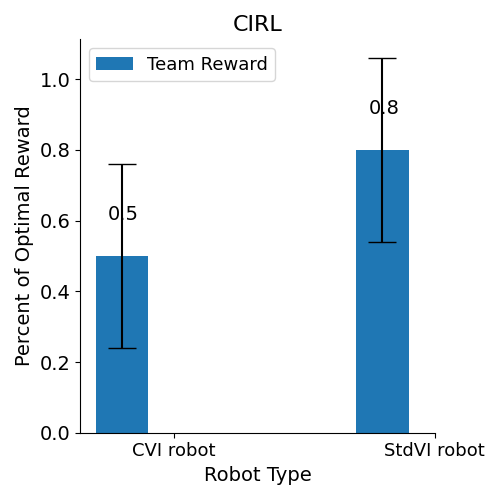 CIRL
Team Reward
Percent of Optimal Reward
1.0
0.8
0.6
0.4
0.2
0.0
0.5
0.8
CVI robot
StdVI robot
Robot Type